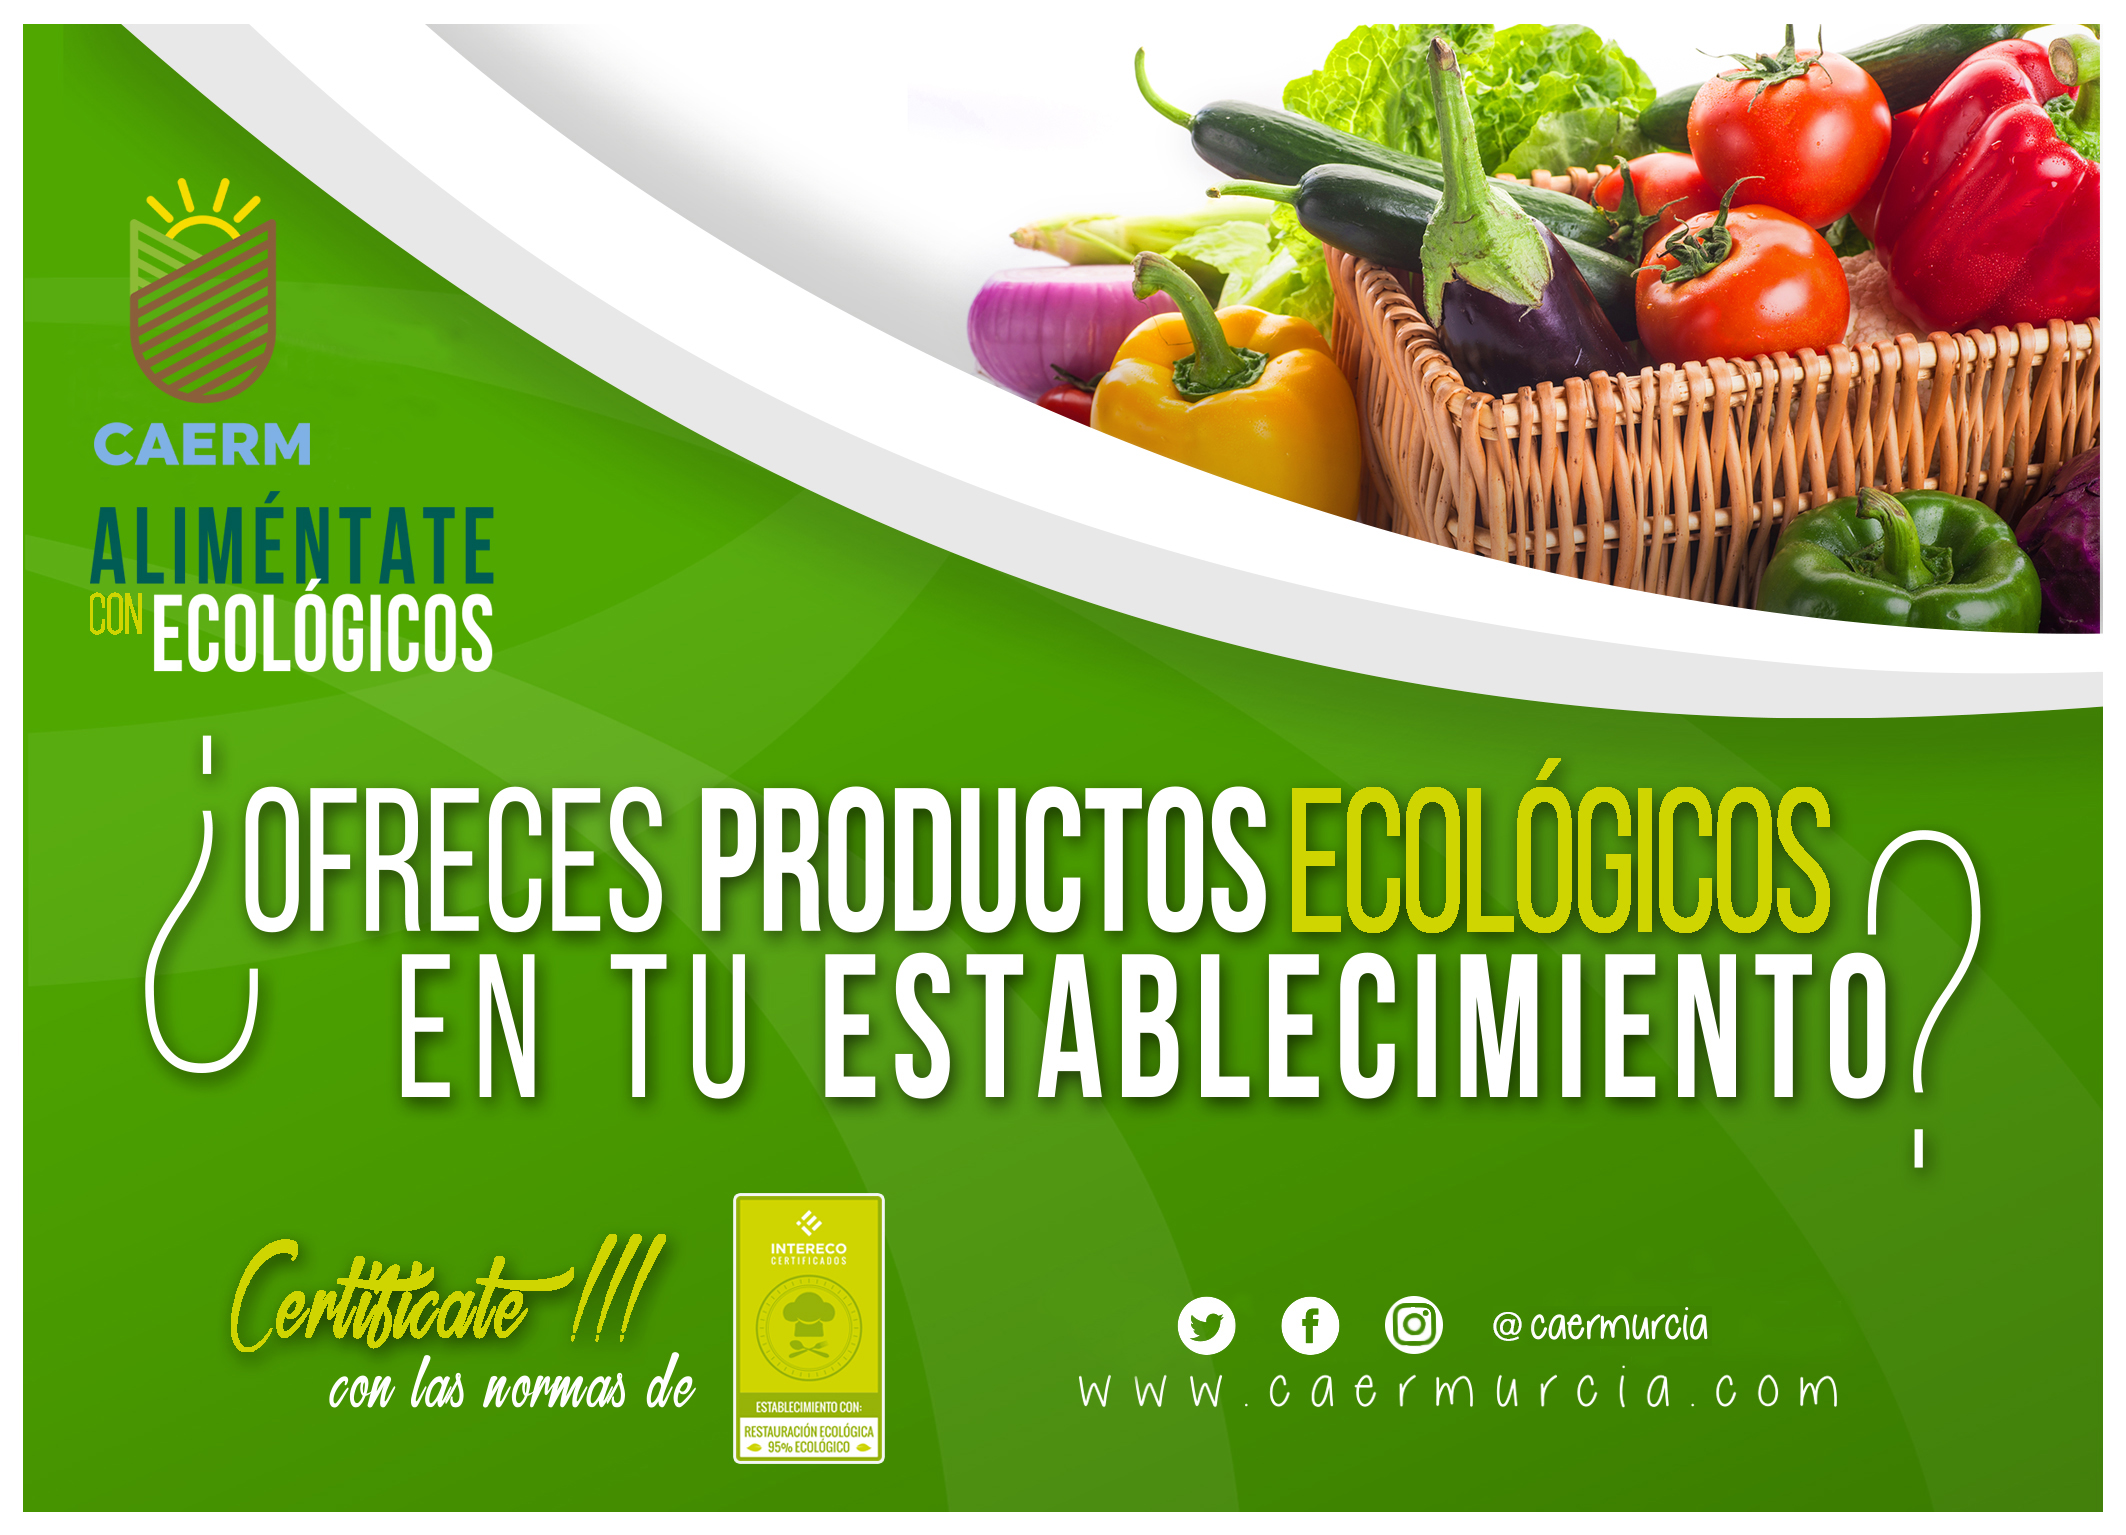 CAERM
ALIMÉNTATE
CON ECOLÓGICOS
¿OFRECES PRODUCTOS ECOLÓGICOS
EN TU ESTABLECIMIENTO?
Certificate !!!
con las normas de
INTERECO
CERTIFICADOS
ESTABLECIMIENTO CON:
RESTAURACIÓN ECOLÓGICA
95% ECOLÓGICO
@caermurcia
www.caermurcia.com